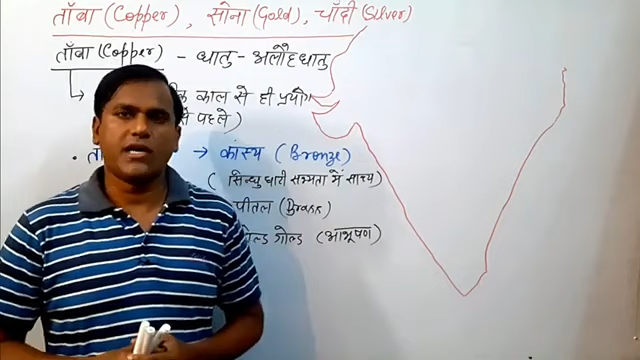 ताँबा (Copper), सोना (Gold), चाँदी (Silver)
ताँबा (Copper) - धातु - अलौहधातु
काल से ही प्रयोग
पहले)
→ कांस्य (Bronze)
(सिन्धु घाटी सभ्यता में साक्ष्य)
पीतल (Brass)
गोल्ड (आभूषण)